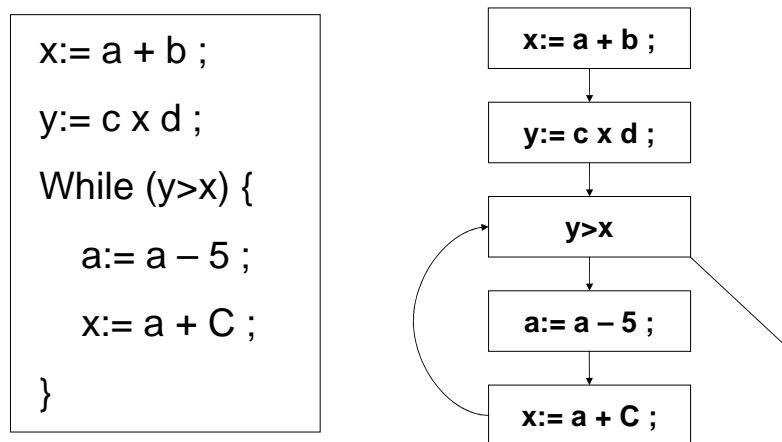 x:= a + b ;
y:= c x d ;
While (y>x) {
a:= a – 5 ;
x:= a + C ;
}
x:= a + b ;
y:= c x d ;
y>x
a:= a – 5 ;
x:= a + C ;